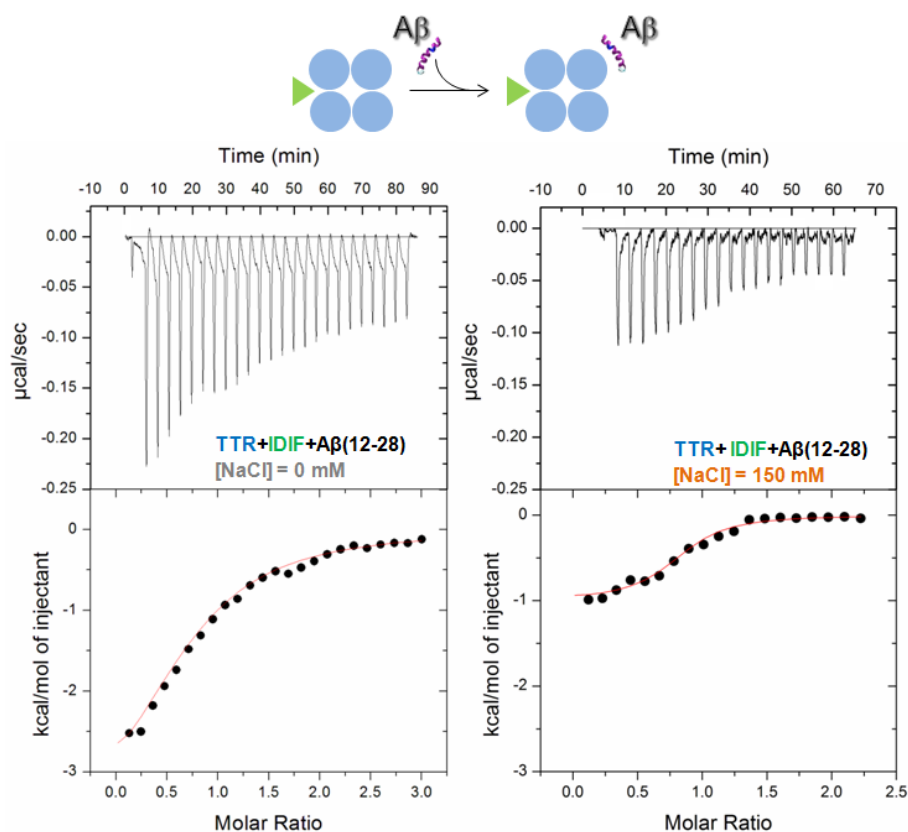 Aβ
Aβ
Time (min)
-10 0 10 20 30 40 50 60 70 80 90
0.00
-0.05
-0.10
-0.15
-0.20
-0.25
µcal/sec
TTR+IDIF+Aβ(12-28)
[NaCl] = 0 mM
0
-1
-2
-3
kcal/mol of injectant
0.0 0.5 1.0 1.5 2.0 2.5 3.0
Molar Ratio
Time (min)
-10 0 10 20 30 40 50 60 70
0.00
-0.05
-0.10
-0.15
-0.20
-0.25
µcal/sec
TTR+ IDIF+Aβ(12-28)
[NaCl] = 150 mM
0
-1
-2
-3
kcal/mol of injectant
0.0 0.5 1.0 1.5 2.0 2.5
Molar Ratio